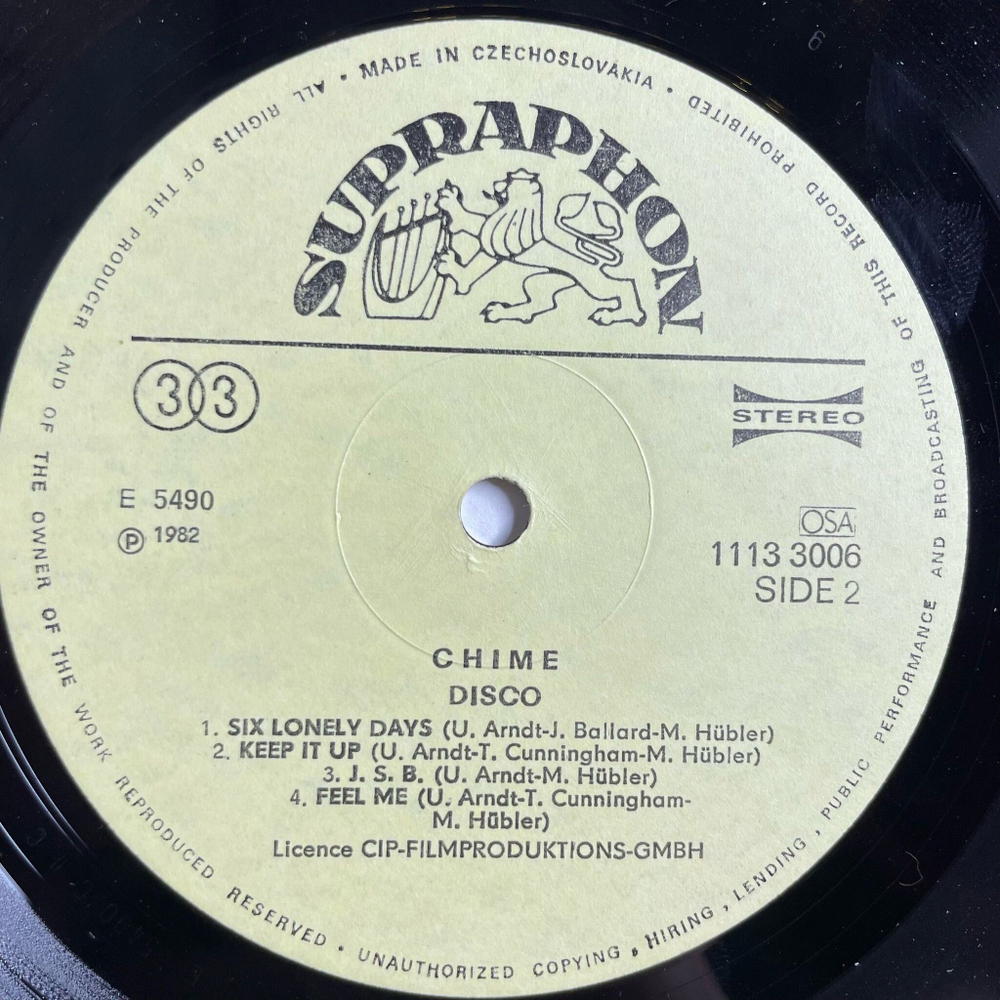 MADE IN CZECHOSLOVAKIA • ALL RIGHTS OF THE PRODUCER AND OF THE OWNER OF THE WORK REPRODUCED RESERVED • UNAUTHORIZED COPYING, HIRING, LENDING, PUBLIC PERFORMANCE AND BROADCASTING OF THIS RECORD PROHIBITED •
SUPRAPHON
33
STEREO
E 5490
Ⓟ 1982
OSA
1113 3006
SIDE 2
CHIME
DISCO
1. SIX LONELY DAYS (U. Arndt-J. Ballard-M. Hübler)
2. KEEP IT UP (U. Arndt-T. Cunningham-M. Hübler)
3. J. S. B. (U. Arndt-M. Hübler)
4. FEEL ME (U. Arndt-T. Cunningham-
M. Hübler)
Licence CIP-FILMPRODUKTIONS-GMBH